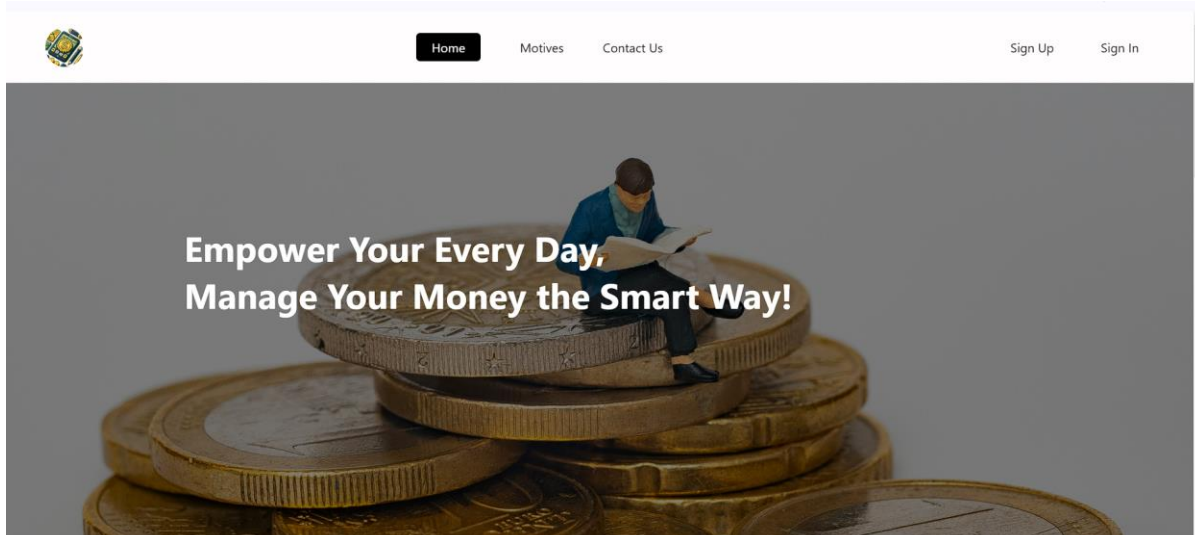 Home
Motives
Contact Us
Sign Up
Sign In
Empower Your Every Day,
Manage Your Money the Smart Way!